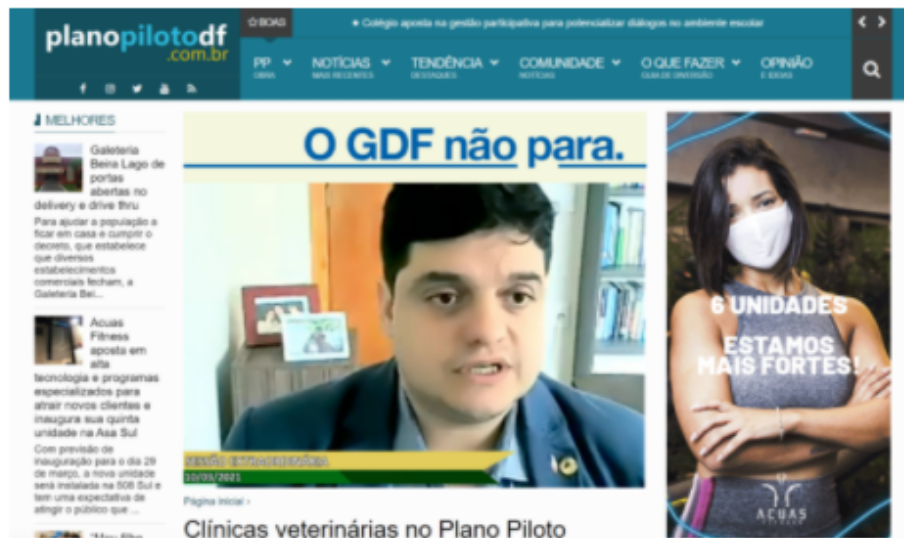 planopilotodf
.com.br
BOAS
Colégio aposta na gestão participativa para potencializar diálogos no ambiente escolar
PP
OBRA
NOTÍCIAS
MAIS RECENTES
TENDÊNCIA
DESTAQUES
COMUNIDADE
NOTÍCIAS
O QUE FAZER
GUIA DE DIVERSÃO
OPINIÃO
E IDEIAS
MELHORES
Galeteria
Beira Lago de
portas
abertas no
delivery e drive thru
Para ajudar a população a
ficar em casa e cumprir o
decreto, que estabelece
que diversos
estabelecimentos
comerciais fecham, a
Galeteria Bei...
Acuas
Fitness
aposta em
alta
tecnologia e programas
especializados para
atrair novos clientes e
inaugura sua quinta
unidade na Asa Sul
Com previsão de
inauguração para o dia 29
de março, a nova unidade
será instalada na 508 Sul e
tem uma expectativa de
atingir o público que ...
"Meu filho
O GDF não para.
SESSÃO EXTRAORDINÁRIA
10/03/2021
Página inicial ›
Clínicas veterinárias no Plano Piloto
6 UNIDADES
ESTAMOS
MAIS FORTES!
ACUAS
FITNESS